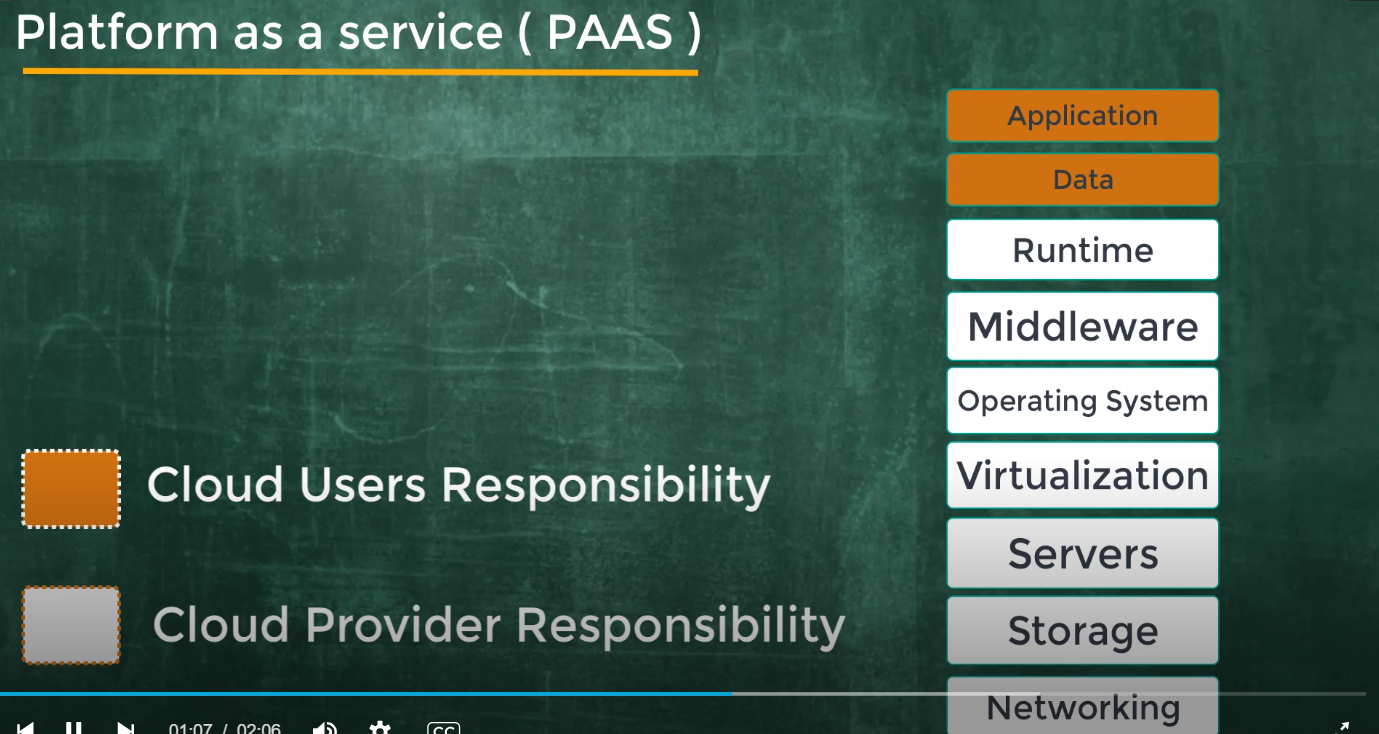 Platform as a service ( PAAS )
Application
Data
Runtime
Middleware
Operating System
Virtualization
Servers
Storage
Networking
Cloud Users Responsibility
Cloud Provider Responsibility
01:07 / 02:06
CC